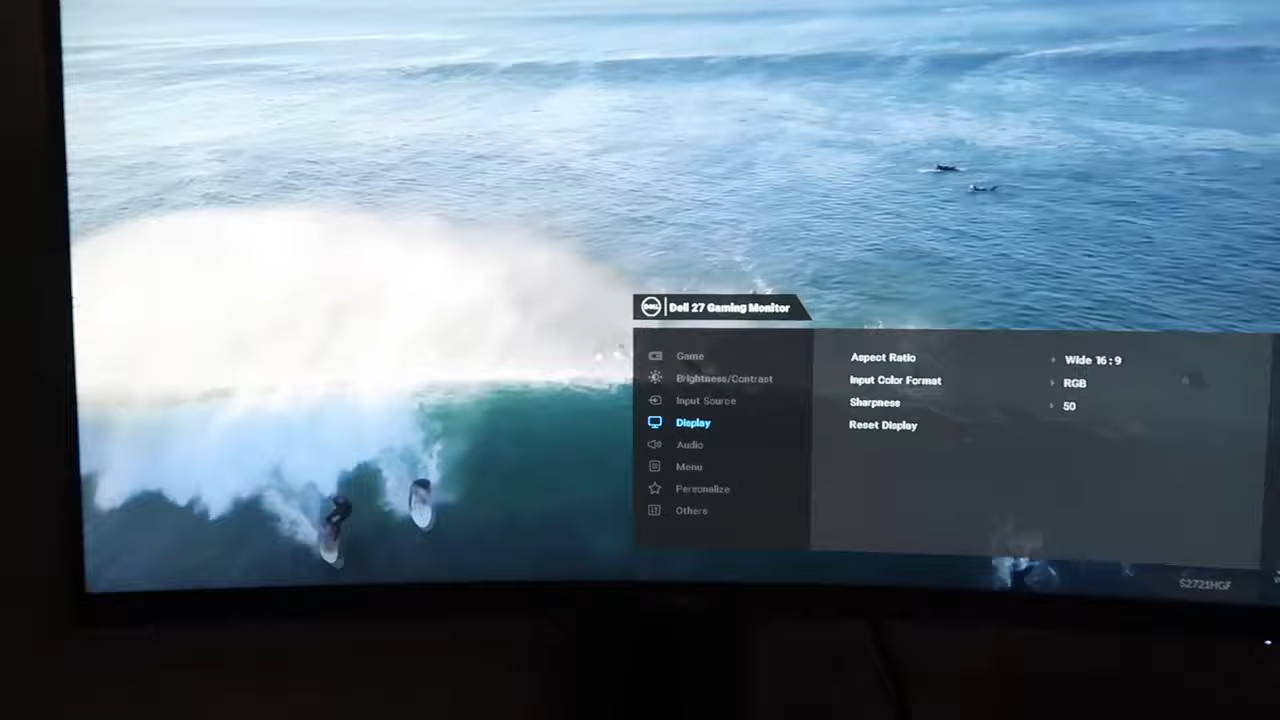 DELL Dell 27 Gaming Monitor
Game
Brightness/Contrast
Input Source
Display
Audio
Menu
Personalize
Others
Aspect Ratio Wide 16:9
Input Color Format RGB
Sharpness 50
Reset Display
S2721HGF